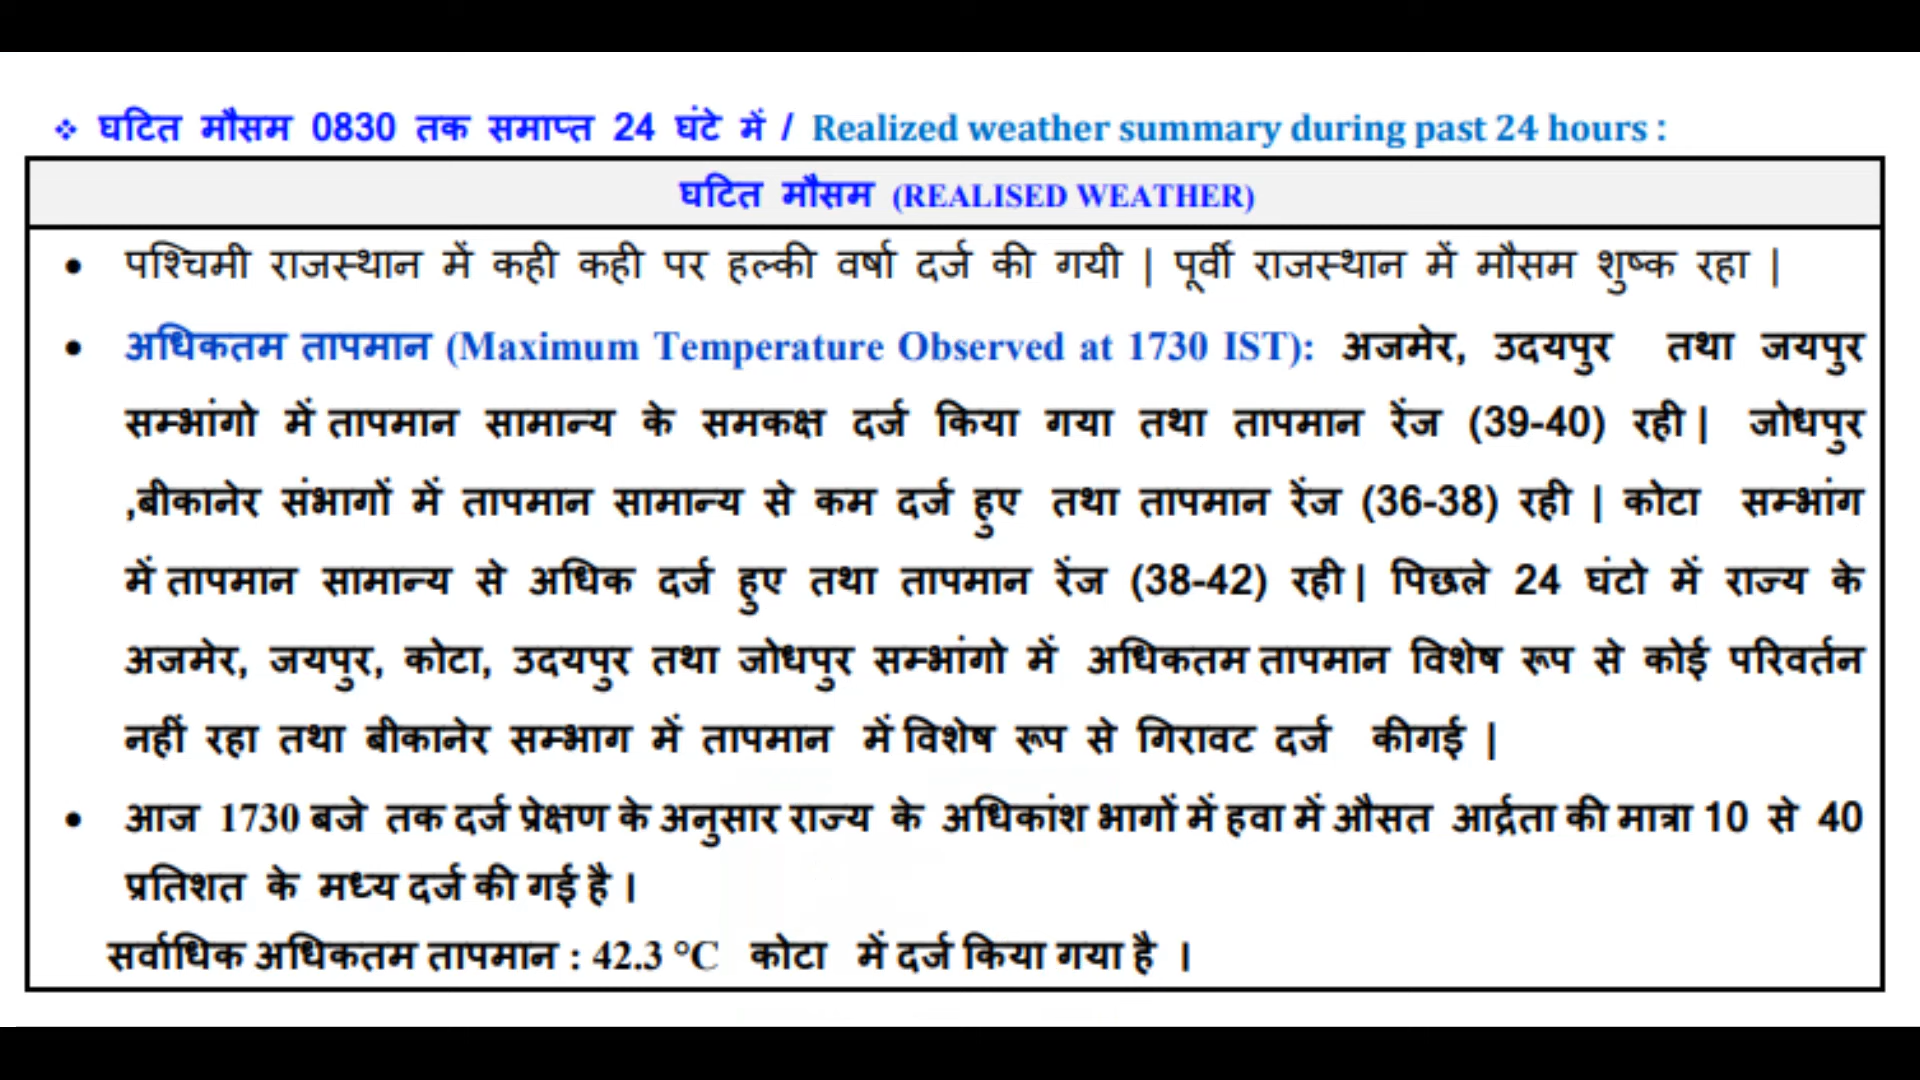 ❖ घटित मौसम 0830 तक समाप्त 24 घंटे में / Realized weather summary during past 24 hours :
घटित मौसम (REALISED WEATHER)
• पश्चिमी राजस्थान में कही कही पर हल्की वर्षा दर्ज की गयी | पूर्वी राजस्थान में मौसम शुष्क रहा |
• अधिकतम तापमान (Maximum Temperature Observed at 1730 IST): अजमेर, उदयपुर तथा जयपुर
सम्भांगो में तापमान सामान्य के समकक्ष दर्ज किया गया तथा तापमान रेंज (39-40) रही | जोधपुर
,बीकानेर संभागों में तापमान सामान्य से कम दर्ज हुए तथा तापमान रेंज (36-38) रही | कोटा सम्भांग
में तापमान सामान्य से अधिक दर्ज हुए तथा तापमान रेंज (38-42) रही | पिछले 24 घंटो में राज्य के
अजमेर, जयपुर, कोटा, उदयपुर तथा जोधपुर सम्भांगो में अधिकतम तापमान विशेष रूप से कोई परिवर्तन
नहीं रहा तथा बीकानेर सम्भाग में तापमान में विशेष रूप से गिरावट दर्ज कीगई |
• आज 1730 बजे तक दर्ज प्रेक्षण के अनुसार राज्य के अधिकांश भागों में हवा में औसत आर्द्रता की मात्रा 10 से 40
प्रतिशत के मध्य दर्ज की गई है ।
सर्वाधिक अधिकतम तापमान : 42.3 °C कोटा में दर्ज किया गया है ।